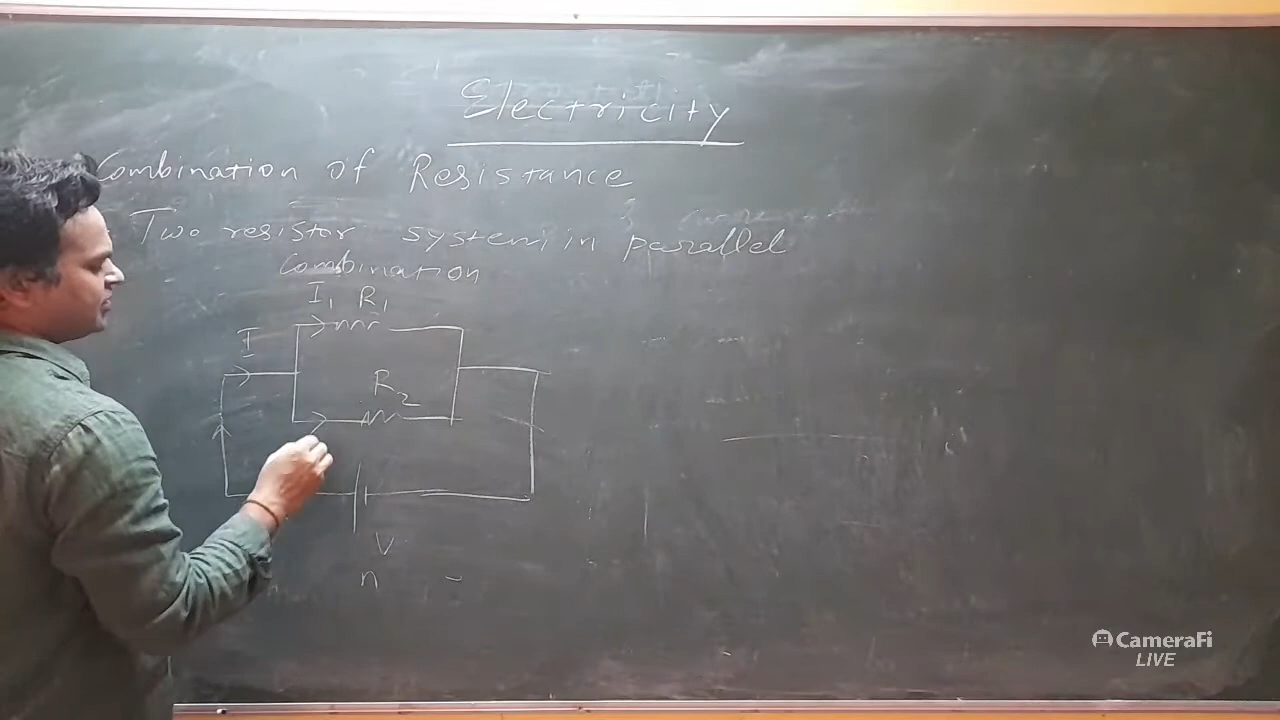 Electricity
Combination of Resistance
Two resistor system in parallel
Combination
I₁ R₁
I
R₂
V
n
CameraFi
LIVE